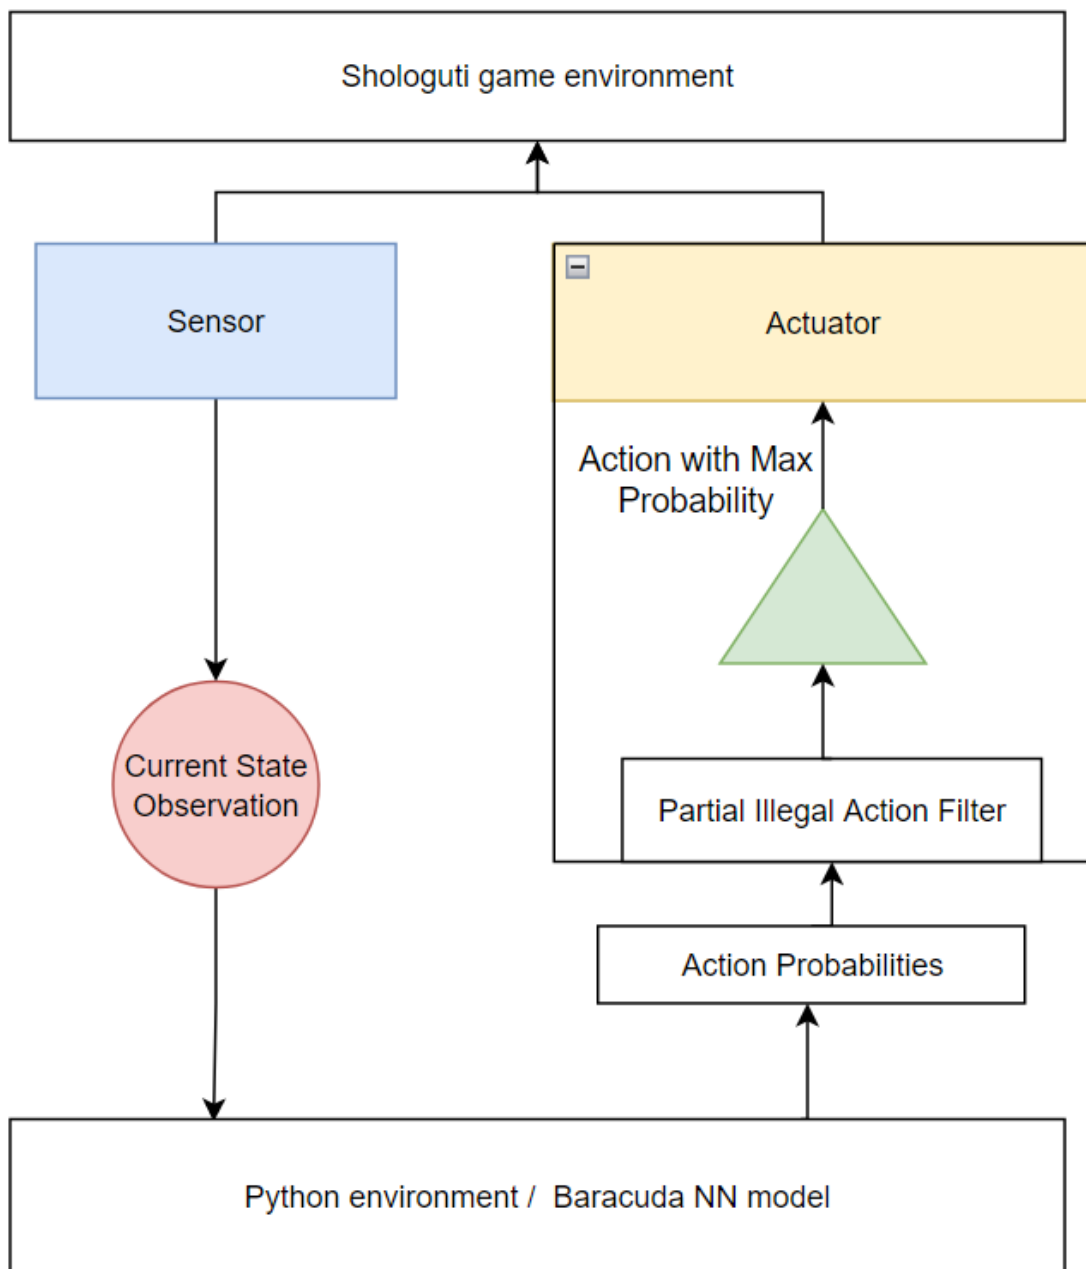 Shologuti game environment
Sensor
Actuator
Action with Max
Probability
Current State
Observation
Partial Illegal Action Filter
Action Probabilities
Python environment /  Baracuda NN model